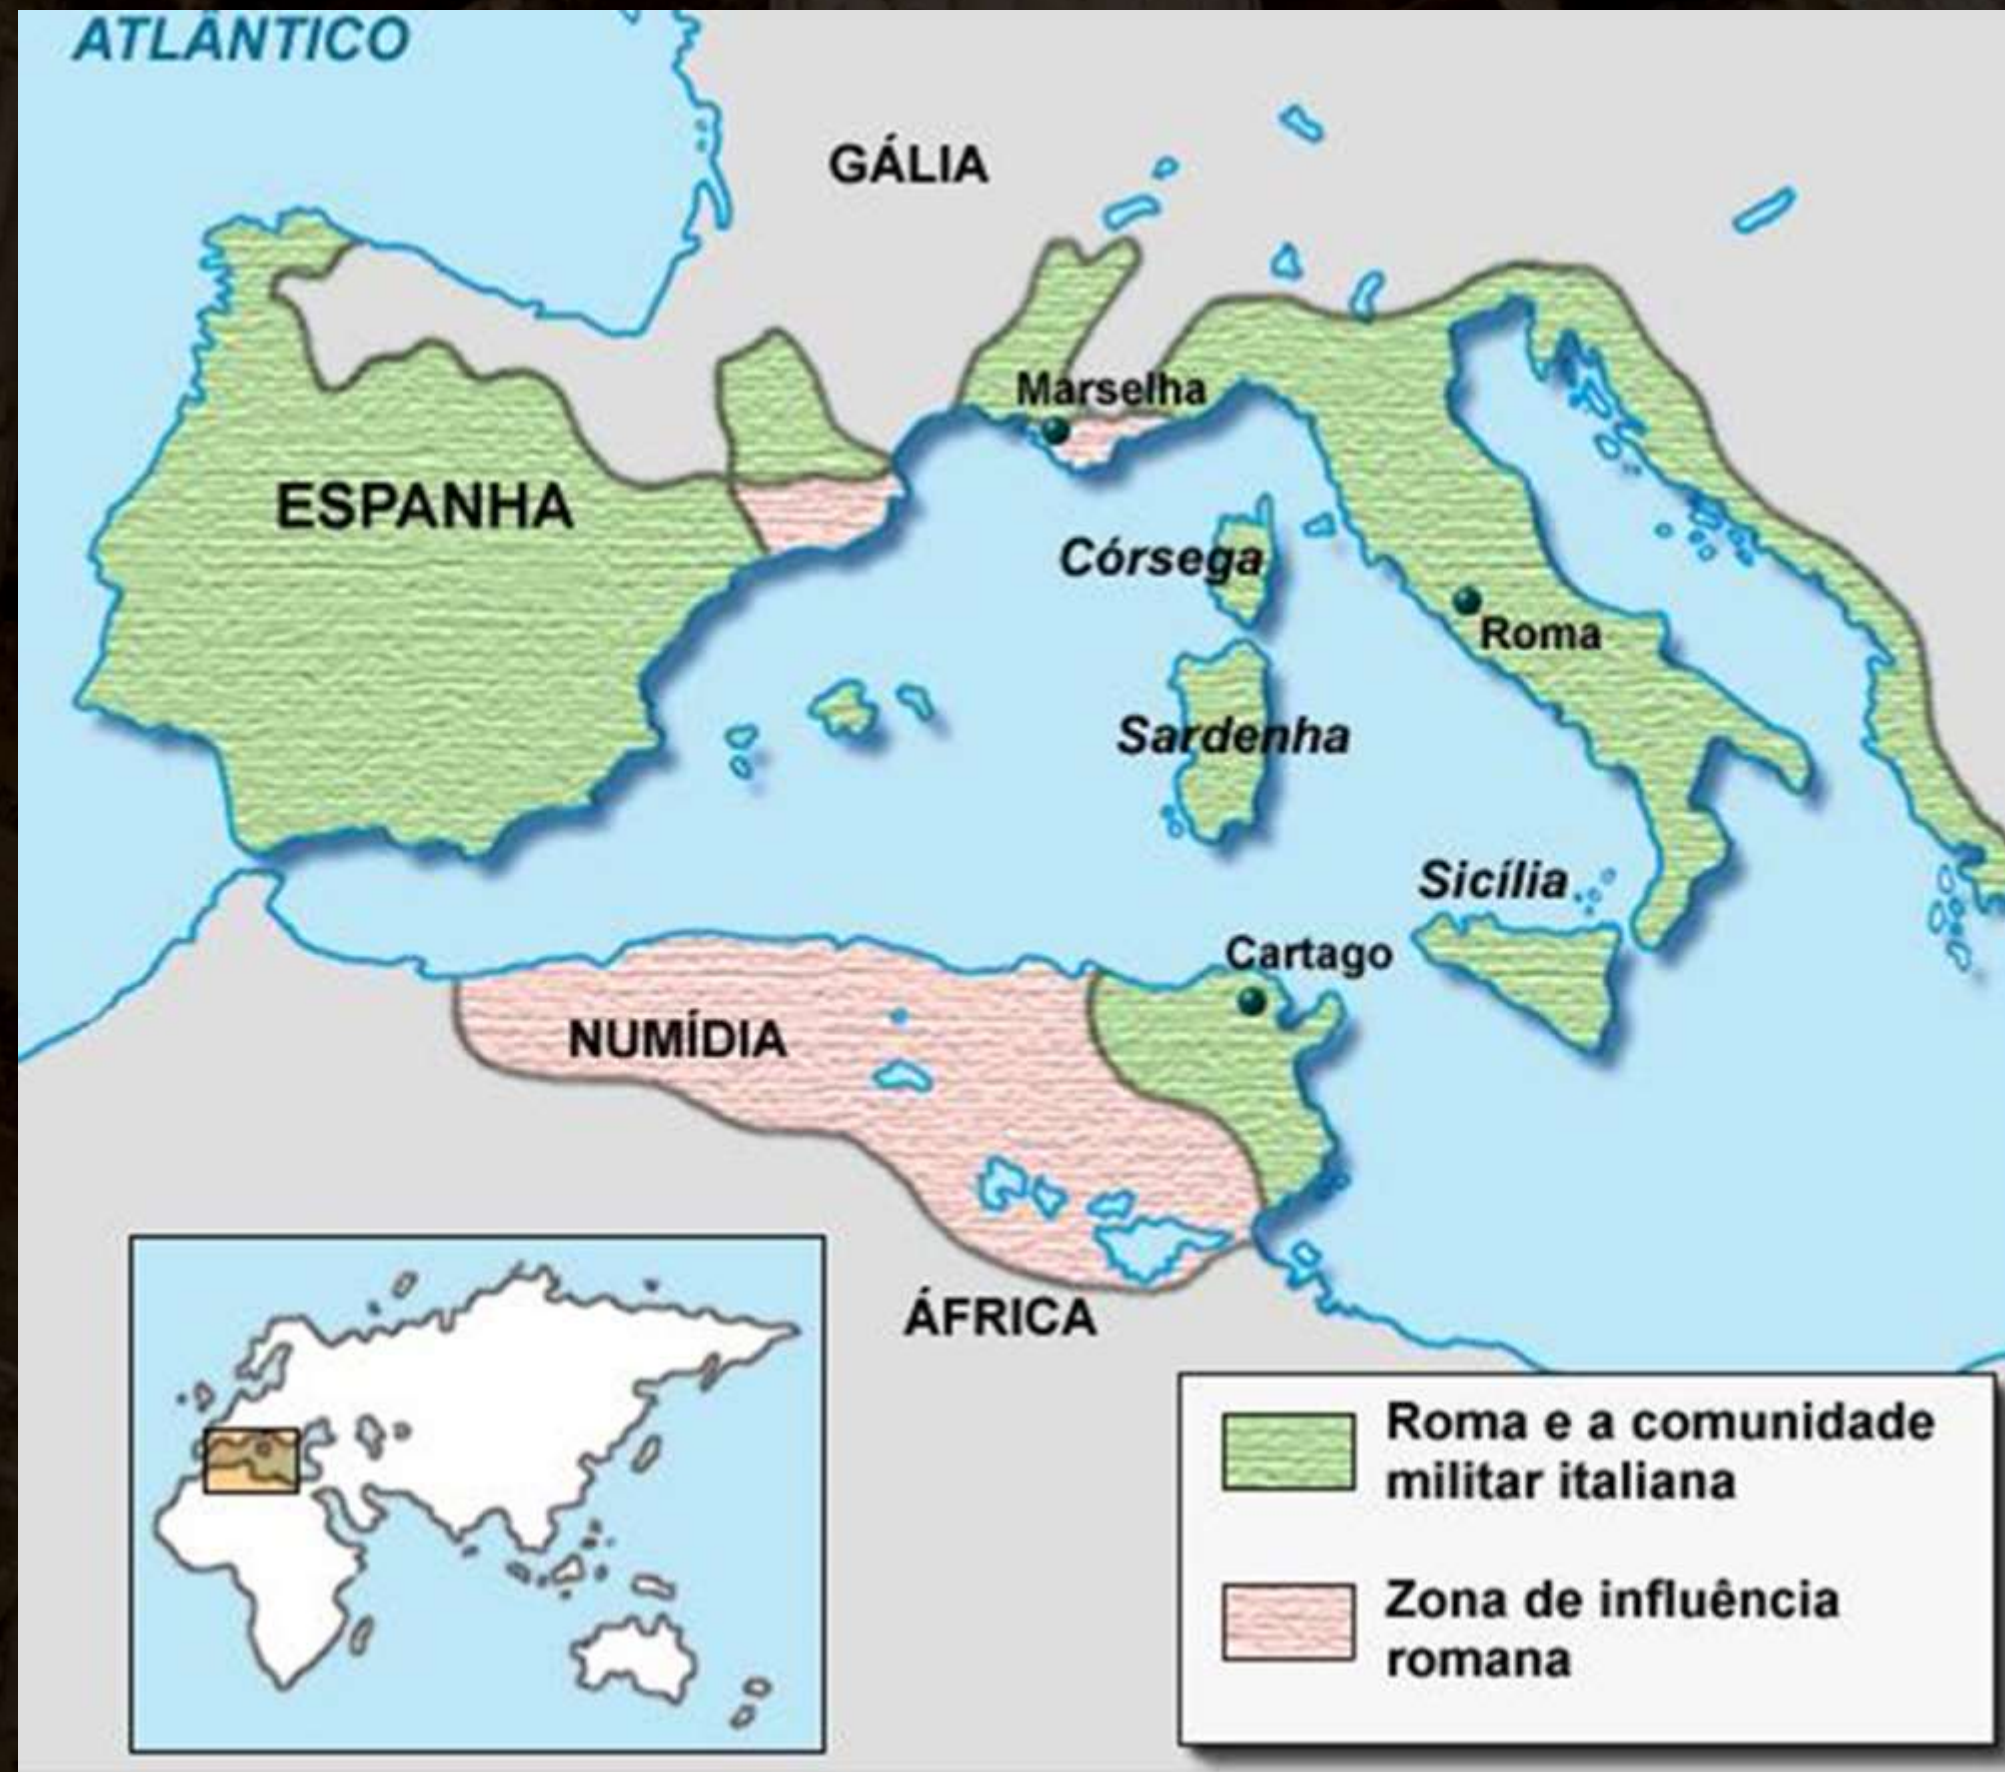 ATLÂNTICO
GÁLIA
Marselha
ESPANHA
Córsega
Roma
Sardenha
Sicília
Cartago
NUMÍDIA
ÁFRICA
Roma e a comunidade
militar italiana
Zona de influência
romana